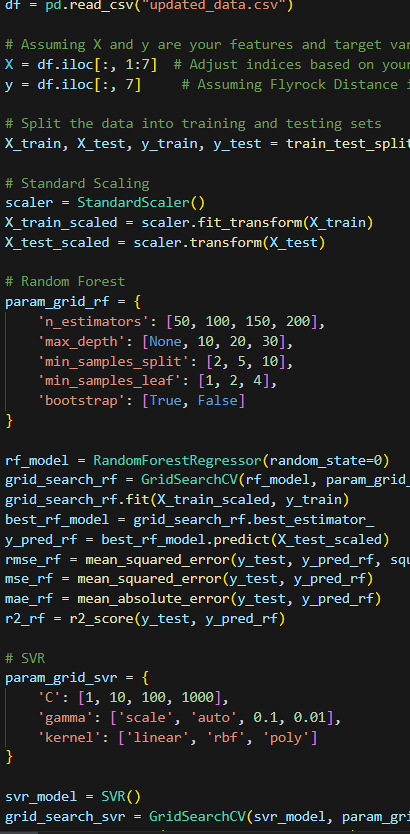 df = pd.read_csv("updated_data.csv")
# Assuming X and y are your features and target var
X = df.iloc[:, 1:7]  # Adjust indices based on your
y = df.iloc[:, 7]     # Assuming Flyrock Distance i
# Split the data into training and testing sets
X_train, X_test, y_train, y_test = train_test_split
# Standard Scaling
scaler = StandardScaler()
X_train_scaled = scaler.fit_transform(X_train)
X_test_scaled = scaler.transform(X_test)
# Random Forest
param_grid_rf = {
    'n_estimators': [50, 100, 150, 200],
    'max_depth': [None, 10, 20, 30],
    'min_samples_split': [2, 5, 10],
    'min_samples_leaf': [1, 2, 4],
    'bootstrap': [True, False]
}
rf_model = RandomForestRegressor(random_state=0)
grid_search_rf = GridSearchCV(rf_model, param_grid_
grid_search_rf.fit(X_train_scaled, y_train)
best_rf_model = grid_search_rf.best_estimator_
y_pred_rf = best_rf_model.predict(X_test_scaled)
rmse_rf = mean_squared_error(y_test, y_pred_rf, squ
mse_rf = mean_squared_error(y_test, y_pred_rf)
mae_rf = mean_absolute_error(y_test, y_pred_rf)
r2_rf = r2_score(y_test, y_pred_rf)
# SVR
param_grid_svr = {
    'C': [1, 10, 100, 1000],
    'gamma': ['scale', 'auto', 0.1, 0.01],
    'kernel': ['linear', 'rbf', 'poly']
}
svr_model = SVR()
grid_search_svr = GridSearchCV(svr_model, param_gri